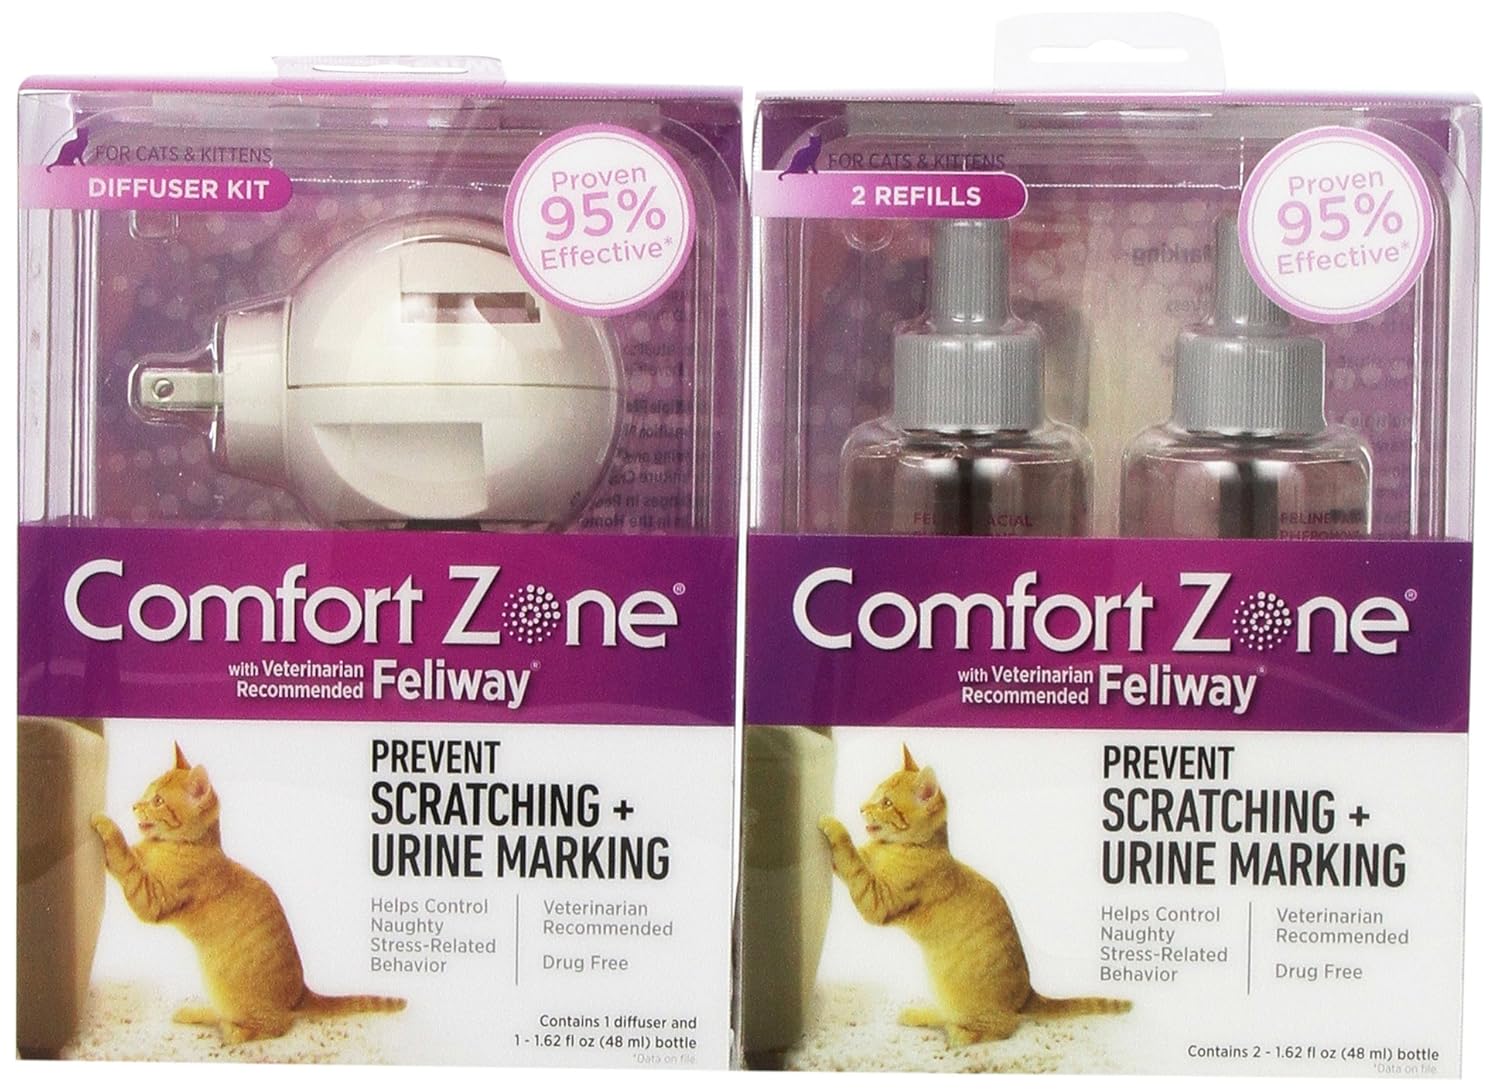 FOR CATS & KITTENS
DIFFUSER KIT
Proven
95%
Effective*
Comfort Zone®
with Veterinarian
Recommended Feliway®
PREVENT
SCRATCHING +
URINE MARKING
Helps Control
Naughty
Stress-Related
Behavior
Veterinarian
Recommended
Drug Free
Contains 1 diffuser and
1 - 1.62 fl oz (48 ml) bottle
*Data on file.
FOR CATS & KITTENS
2 REFILLS
Proven
95%
Effective*
FELINE
Comfort Zone®
with Veterinarian
Recommended Feliway®
PREVENT
SCRATCHING +
URINE MARKING
Helps Control
Naughty
Stress-Related
Behavior
Veterinarian
Recommended
Drug Free
Contains 2 - 1.62 fl oz (48 ml) bottle
*Data on file.